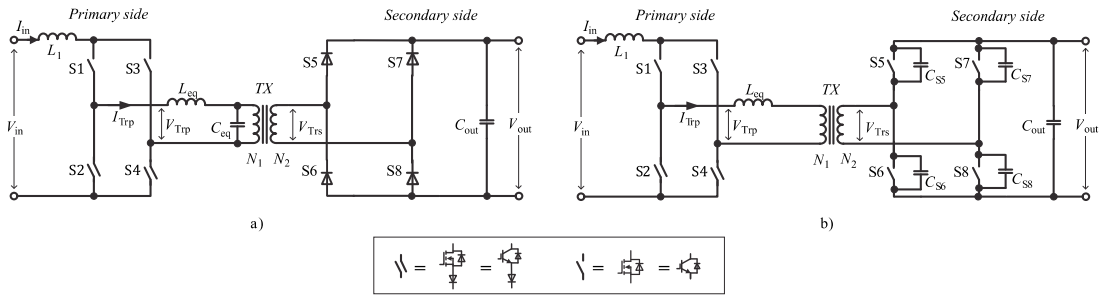 Primary side
Secondary side
I_in
L_1
S1
S3
L_eq
TX
S5
S7
I_Trp
V_Trp
C_eq
V_Trs
C_out
V_in
V_out
N_1
N_2
S2
S4
S6
S8
a)
Primary side
Secondary side
I_in
L_1
S1
S3
L_eq
TX
S5
C_S5
S7
C_S7
I_Trp
V_Trp
V_Trs
C_out
V_in
V_out
N_1
N_2
S2
S4
S6
C_S6
S8
C_S8
b)
= =
= =